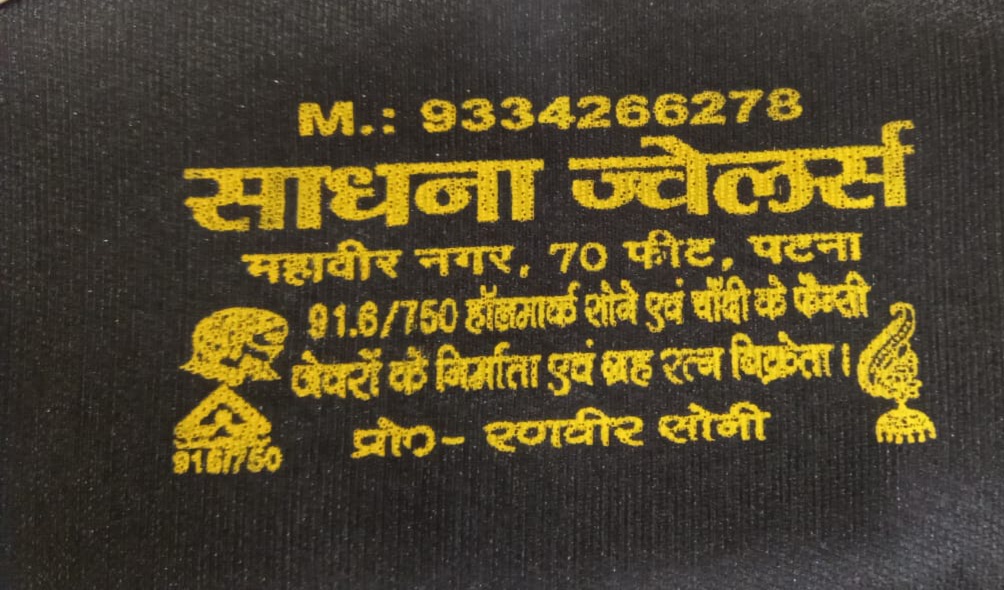 M.: 9334266278
साधना ज्वेलर्स
महावीर नगर, 70 फीट, पटना
91.6/750 हॉलमार्क सोने एवं चाँदी के फैन्सी
जेवरों के निर्माता एवं ग्रह रत्न विक्रेता।
916/750
प्रो०- रणवीर सोनी